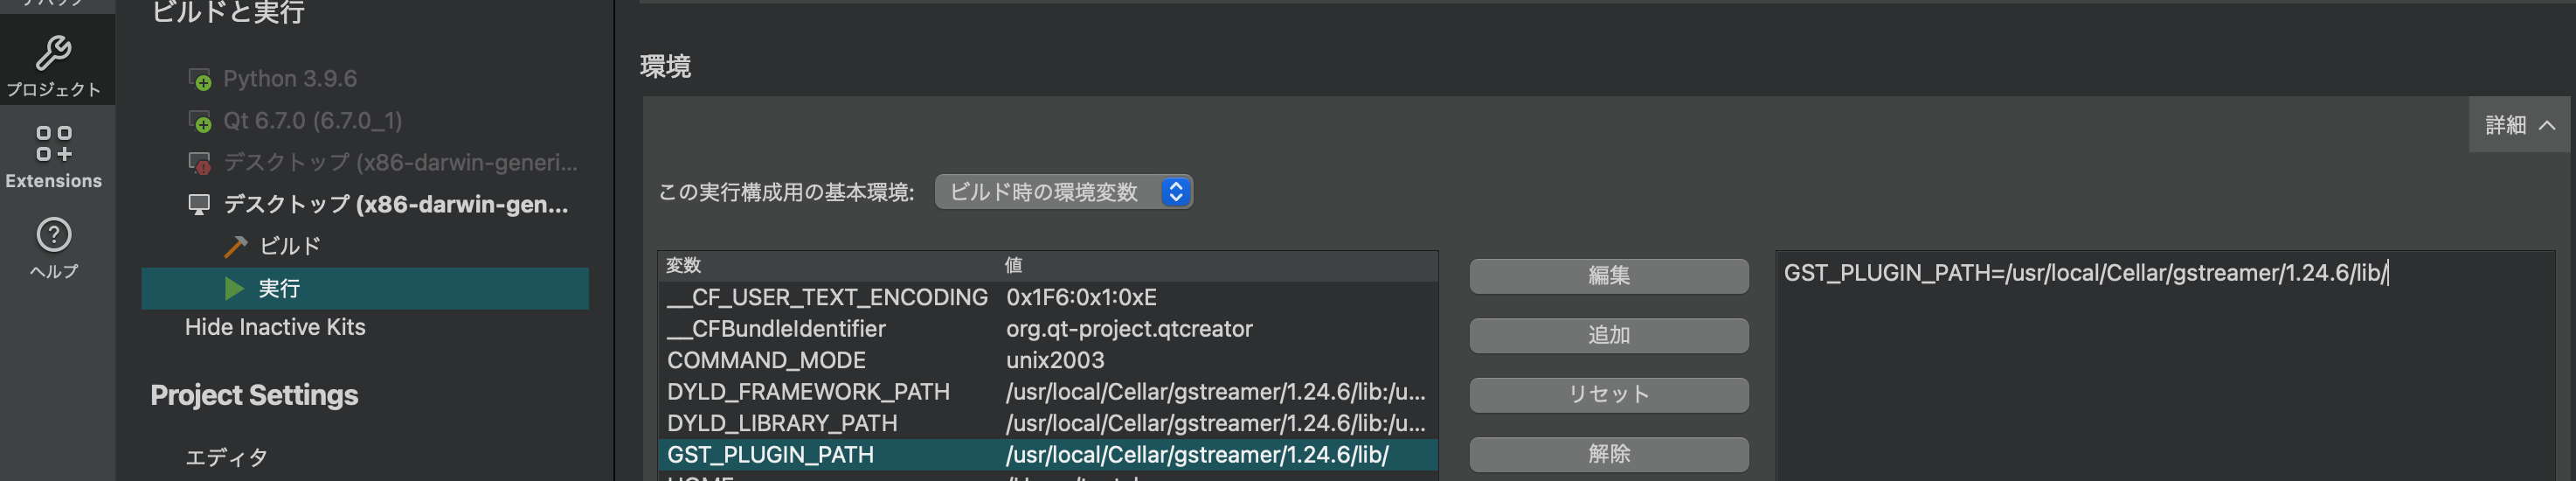 デバッグ
プロジェクト
Extensions
ヘルプ
ビルドと実行
Python 3.9.6
Qt 6.7.0 (6.7.0_1)
デスクトップ (x86-darwin-generi...
デスクトップ (x86-darwin-gen...
ビルド
実行
Hide Inactive Kits
Project Settings
エディタ
環境
詳細
この実行構成用の基本環境: ビルド時の環境変数
変数 値
__CF_USER_TEXT_ENCODING 0x1F6:0x1:0xE
__CFBundleIdentifier org.qt-project.qtcreator
COMMAND_MODE unix2003
DYLD_FRAMEWORK_PATH /usr/local/Cellar/gstreamer/1.24.6/lib:/u...
DYLD_LIBRARY_PATH /usr/local/Cellar/gstreamer/1.24.6/lib:/u...
GST_PLUGIN_PATH /usr/local/Cellar/gstreamer/1.24.6/lib/
編集
追加
リセット
解除
GST_PLUGIN_PATH=/usr/local/Cellar/gstreamer/1.24.6/lib/